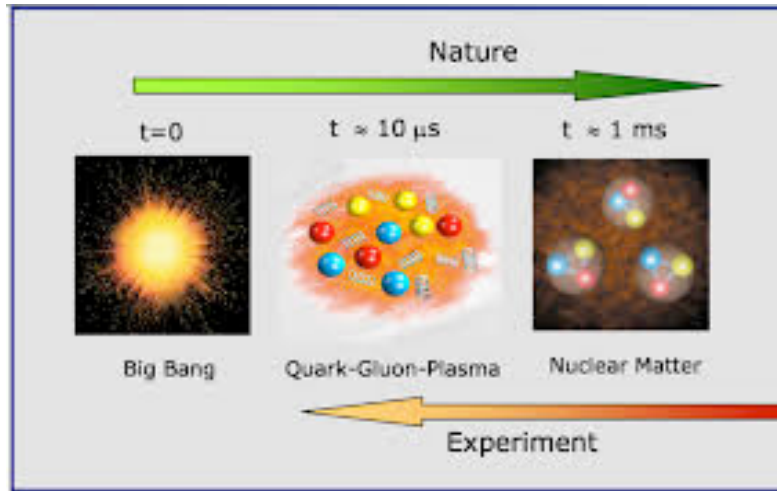 Nature
t=0
t ≈ 10 μs
t ≈ 1 ms
Big Bang
Quark-Gluon-Plasma
Nuclear Matter
Experiment